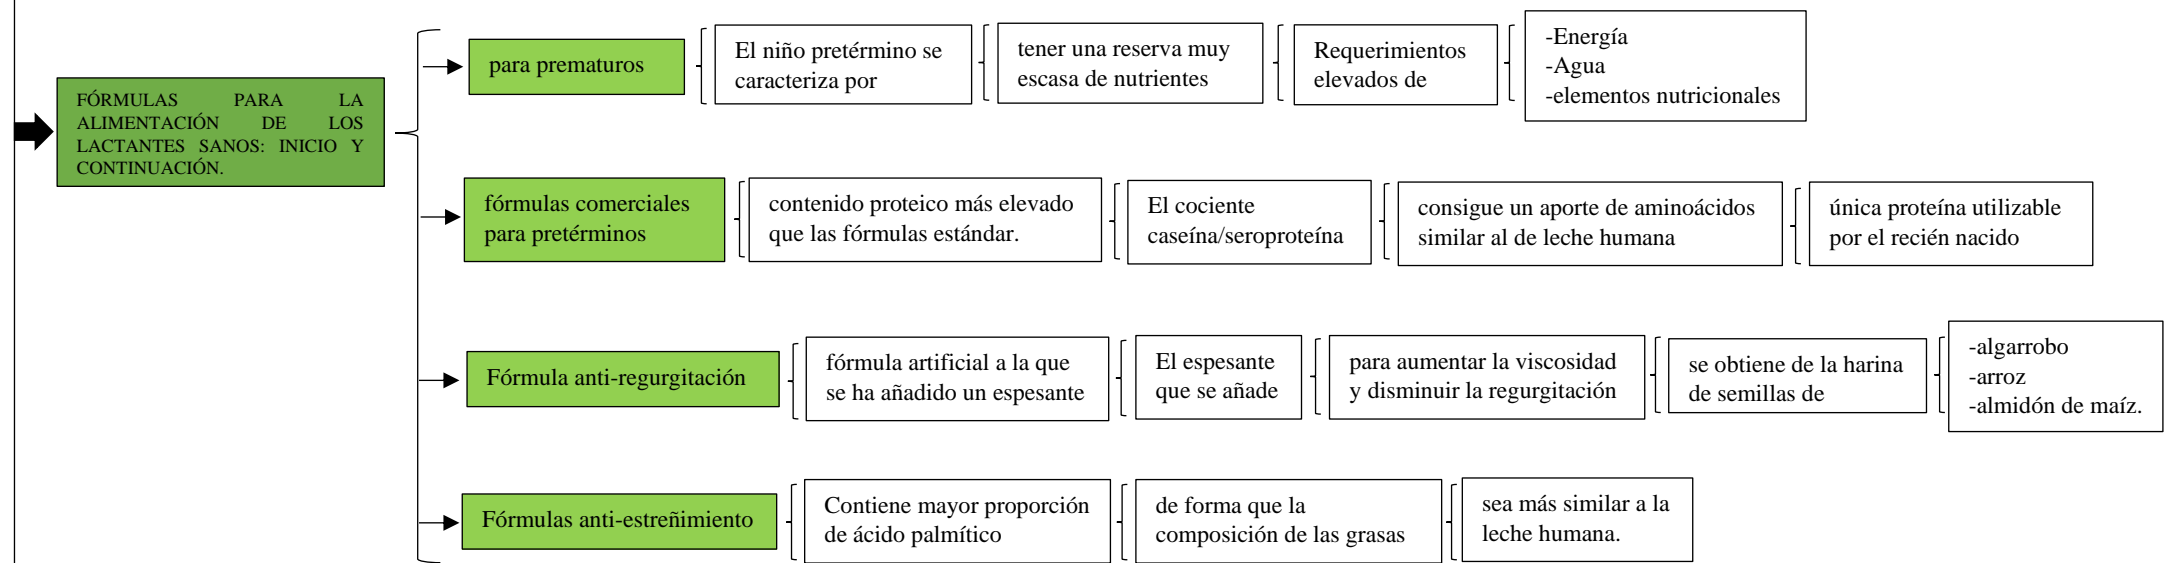 FÓRMULAS PARA LA
ALIMENTACIÓN DE LOS
LACTANTES SANOS: INICIO Y
CONTINUACIÓN.
para prematuros
El niño pretérmino se
caracteriza por
tener una reserva muy
escasa de nutrientes
Requerimientos
elevados de
-Energía
-Agua
-elementos nutricionales
fórmulas comerciales
para pretérminos
contenido proteico más elevado
que las fórmulas estándar.
El cociente
caseína/seroproteína
consigue un aporte de aminoácidos
similar al de leche humana
única proteína utilizable
por el recién nacido
Fórmula anti-regurgitación
fórmula artificial a la que
se ha añadido un espesante
El espesante
que se añade
para aumentar la viscosidad
y disminuir la regurgitación
se obtiene de la harina
de semillas de
-algarrobo
-arroz
-almidón de maíz.
Fórmulas anti-estreñimiento
Contiene mayor proporción
de ácido palmítico
de forma que la
composición de las grasas
sea más similar a la
leche humana.